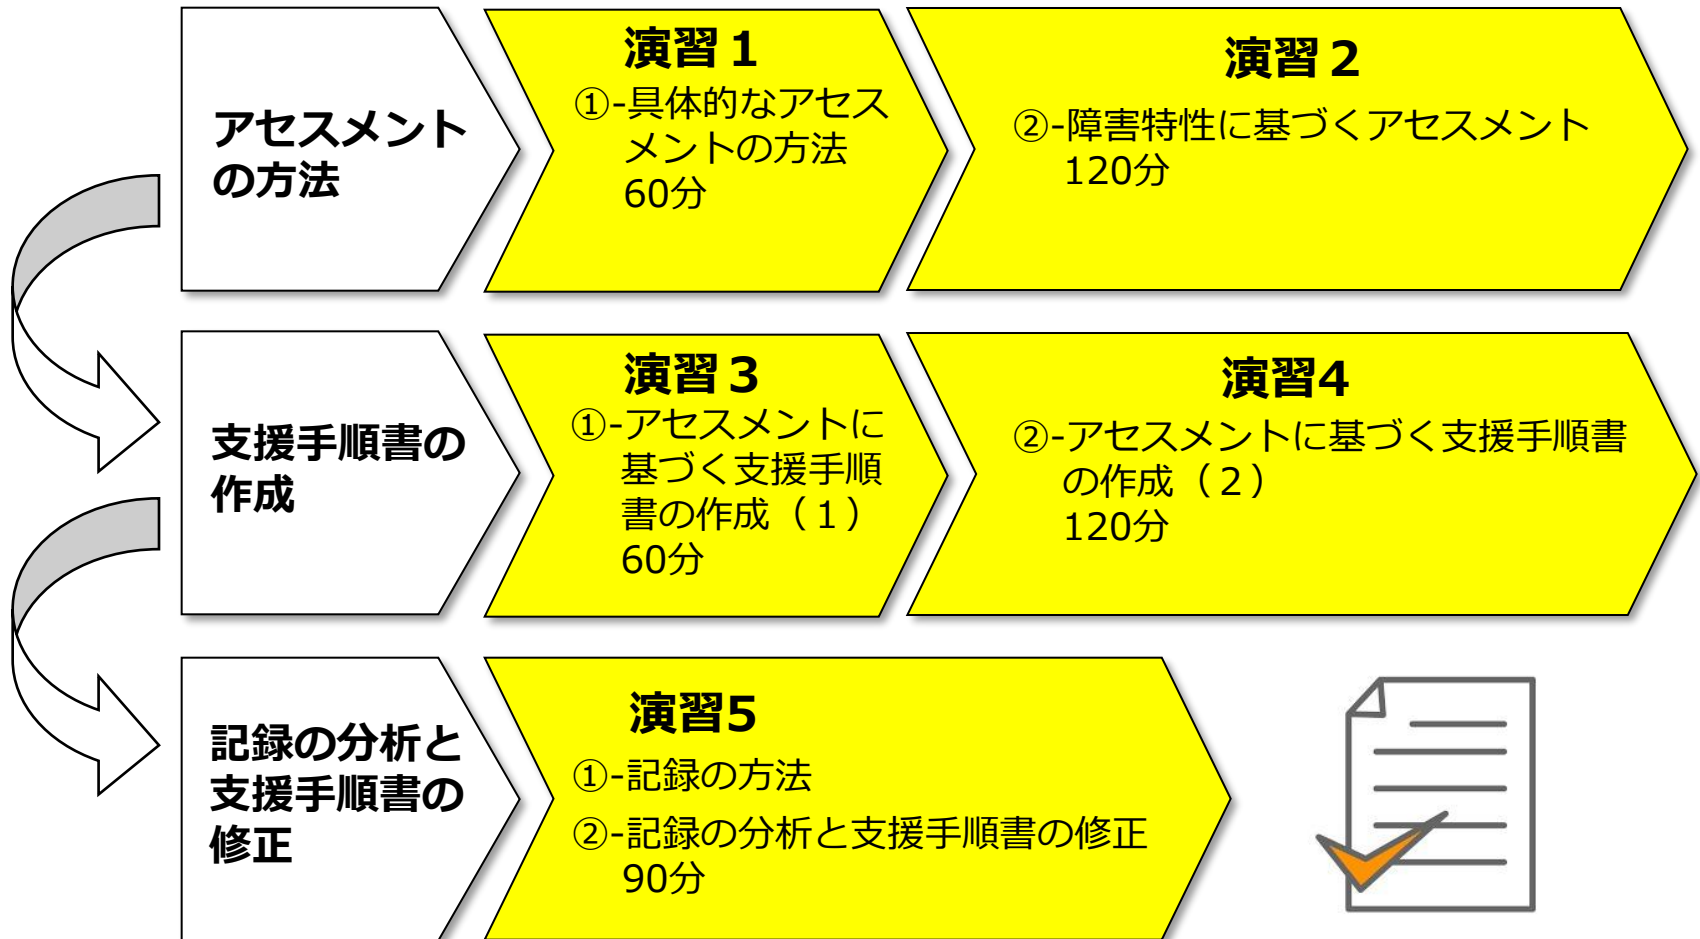 アセスメント
の方法
演習１
①-具体的なアセス
メントの方法
60分
演習２
②-障害特性に基づくアセスメント
120分
支援手順書の
作成
演習３
①-アセスメントに
基づく支援手順
書の作成（１）
60分
演習4
②-アセスメントに基づく支援手順書
の作成（２）
120分
記録の分析と
支援手順書の
修正
演習5
①-記録の方法
②-記録の分析と支援手順書の修正
90分